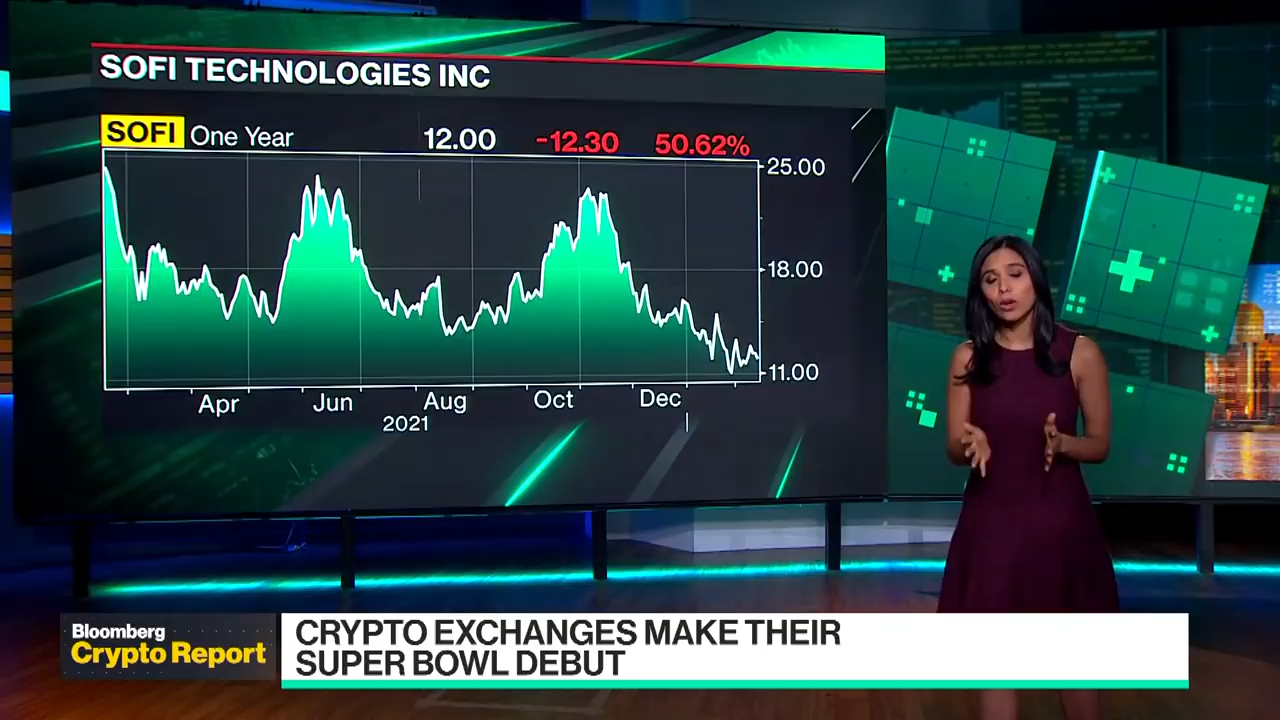 SOFI TECHNOLOGIES INC
SOFI One Year 12.00 -12.30 50.62%
25.00
18.00
11.00
Apr Jun Aug Oct Dec
2021
Bloomberg
Crypto Report
CRYPTO EXCHANGES MAKE THEIR
SUPER BOWL DEBUT